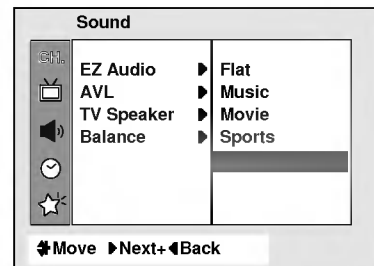 Sound
CH.
EZ Audio ▶ Flat
AVL ▶ Music
TV Speaker ▶ Movie
Balance ▶ Sports
Move ▶Next+◀Back